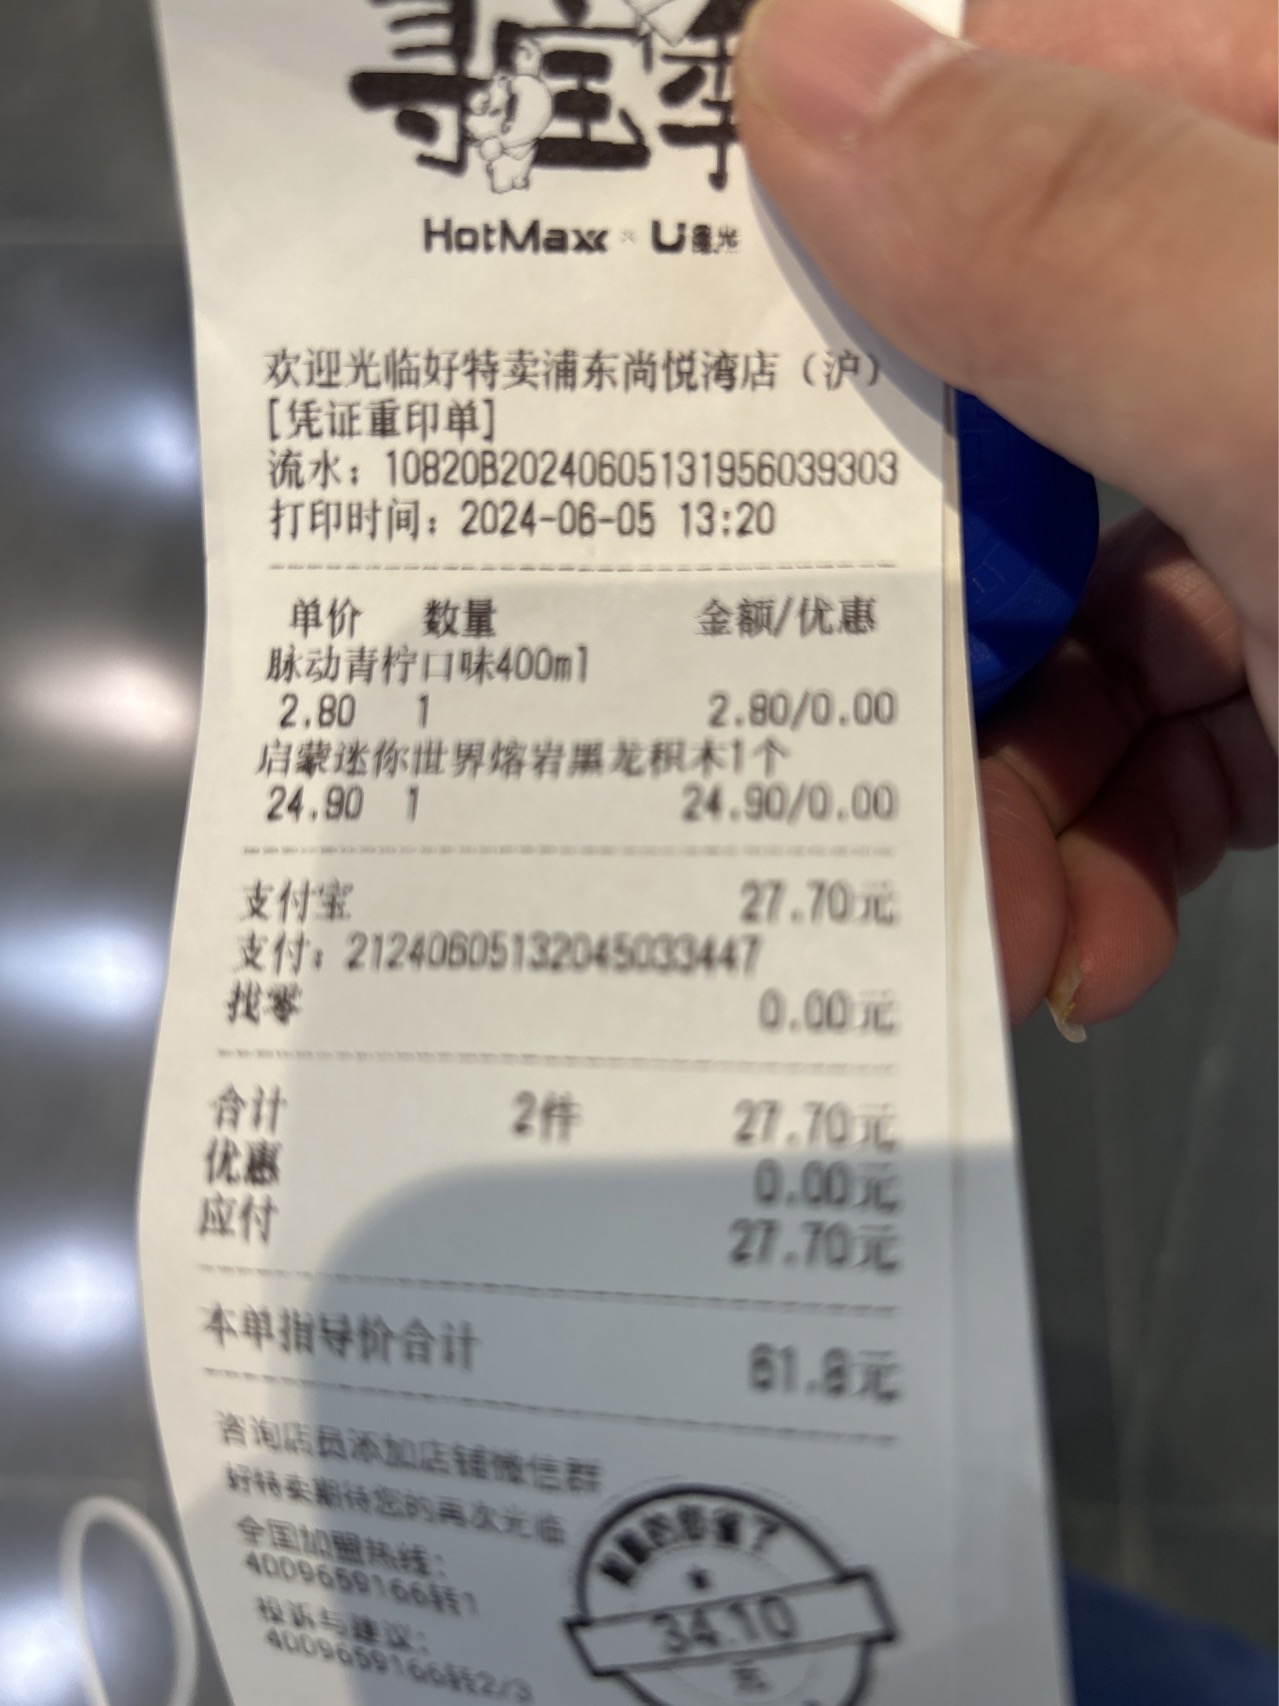 寻宝季
HotMaxx × U星光
欢迎光临好特卖浦东尚悦湾店（沪）
[凭证重印单]
流水：10820B20240605131956039303
打印时间：2024-06-05 13:20
单价 数量 金额/优惠
脉动青柠口味400ml
2.80 1 2.80/0.00
启蒙迷你世界熔岩黑龙积木1个
24.90 1 24.90/0.00
支付宝 27.70元
支付：21240605132045033447
找零 0.00元
合计 2件 27.70元
优惠 0.00元
应付 27.70元
本单指导价合计 61.8元
咨询店员添加店铺微信群
好特卖期待您的再次光临
全国加盟热线：
4009659166转1
投诉与建议：
4009659166转2/3
省了
34.10
元